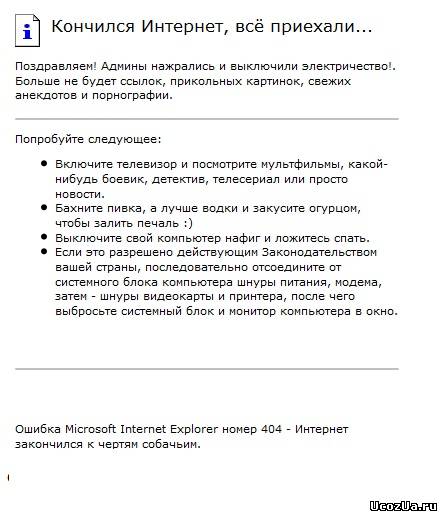 Кончился Интернет, всё приехали...
Поздравляем! Админы нажрались и выключили электричество!.
Больше не будет ссылок, прикольных картинок, свежих
анекдотов и порнографии.
Попробуйте следующее:
Включите телевизор и посмотрите мультфильмы, какой-
нибудь боевик, детектив, телесериал или просто
новости.
Бахните пивка, а лучше водки и закусите огурцом,
чтобы залить печаль :)
Выключите свой компьютер нафиг и ложитесь спать.
Если это разрешено действующим Законодательством
вашей страны, последовательно отсоедините от
системного блока компьютера шнуры питания, модема,
затем - шнуры видеокарты и принтера, после чего
выбросьте системный блок и монитор компьютера в окно.
Ошибка Microsoft Internet Explorer номер 404 - Интернет
закончился к чертям собачьим.
UcozUa.ru